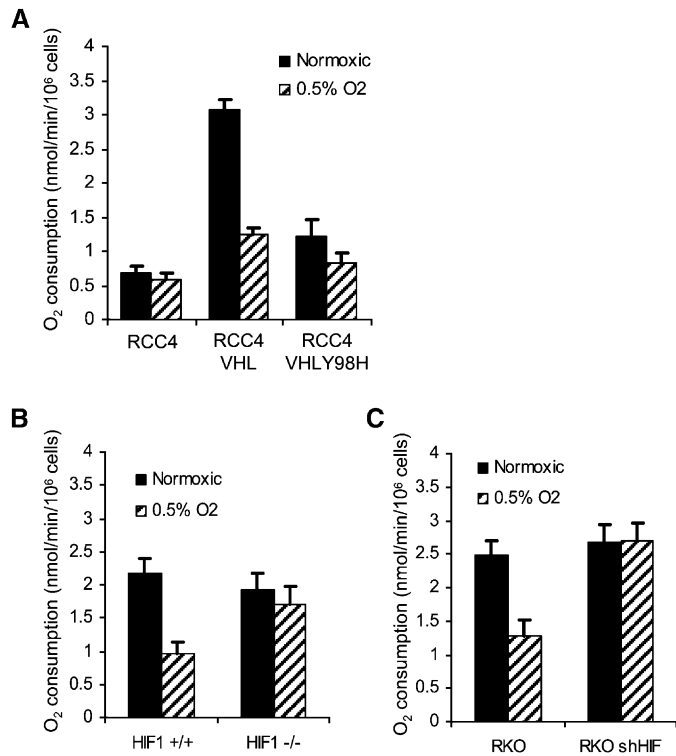 A
O₂ consumption (nmol/min/10⁶ cells)
4
3.5
3
2.5
2
1.5
1
0.5
0
Normoxic
0.5% O2
RCC4
RCC4
VHL
RCC4
VHLY98H
B
O₂ consumption (nmol/min/10⁶ cells)
4
3.5
3
2.5
2
1.5
1
0.5
0
Normoxic
0.5% O2
HIF1 +/+
HIF1 -/-
C
O₂ consumption (nmol/min/10⁶ cells)
4
3.5
3
2.5
2
1.5
1
0.5
0
Normoxic
0.5% O2
RKO
RKO shHIF